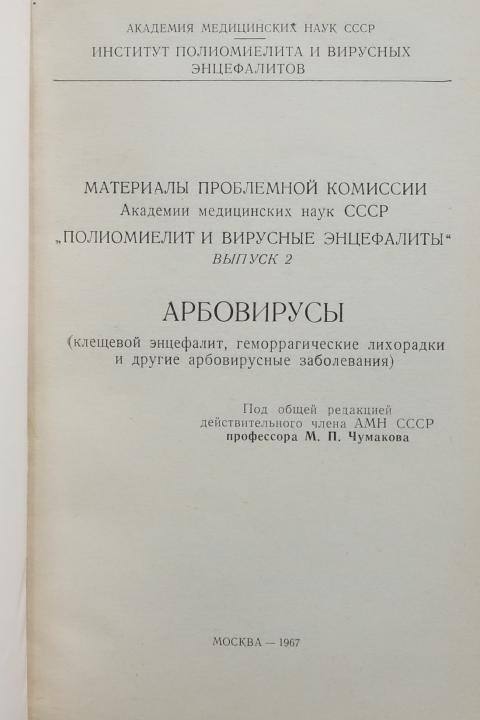 АКАДЕМИЯ МЕДИЦИНСКИХ НАУК СССР
ИНСТИТУТ ПОЛИОМИЕЛИТА И ВИРУСНЫХ
ЭНЦЕФАЛИТОВ
МАТЕРИАЛЫ ПРОБЛЕМНОЙ КОМИССИИ
Академии медицинских наук СССР
„ПОЛИОМИЕЛИТ И ВИРУСНЫЕ ЭНЦЕФАЛИТЫ“
ВЫПУСК 2
АРБОВИРУСЫ
(клещевой энцефалит, геморрагические лихорадки
и другие арбовирусные заболевания)
Под общей редакцией
действительного члена АМН СССР
профессора М. П. Чумакова
МОСКВА — 1967